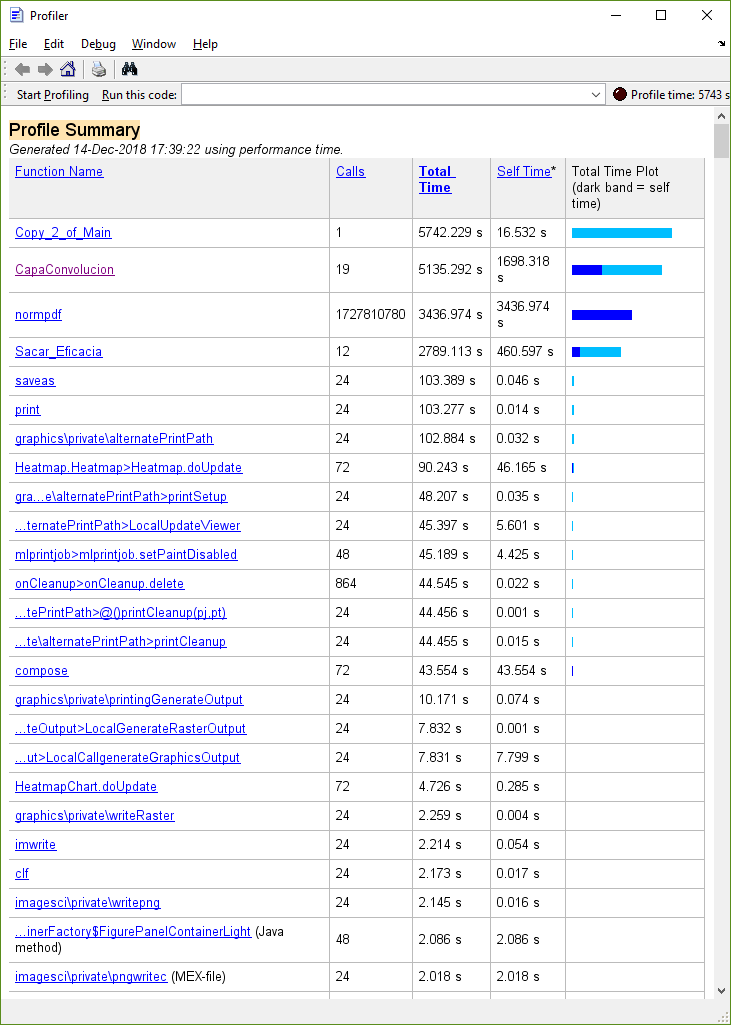 Profiler
File Edit Debug Window Help
Start Profiling Run this code: Profile time: 5743 s
Profile Summary
Generated 14-Dec-2018 17:39:22 using performance time.
Function Name Calls Total Time Self Time* Total Time Plot (dark band = self time)
Copy_2_of_Main 1 5742.229 s 16.532 s
CapaConvolucion 19 5135.292 s 1698.318 s
normpdf 1727810780 3436.974 s 3436.974 s
Sacar_Eficacia 12 2789.113 s 460.597 s
saveas 24 103.389 s 0.046 s
print 24 103.277 s 0.014 s
graphics\private\alternatePrintPath 24 102.884 s 0.032 s
Heatmap.Heatmap>Heatmap.doUpdate 72 90.243 s 46.165 s
gra...e\alternatePrintPath>printSetup 24 48.207 s 0.035 s
...ternatePrintPath>LocalUpdateViewer 24 45.397 s 5.601 s
mlprintjob>mlprintjob.setPaintDisabled 48 45.189 s 4.425 s
onCleanup>onCleanup.delete 864 44.545 s 0.022 s
...tePrintPath>@()printCleanup(pj,pt) 24 44.456 s 0.001 s
...te\alternatePrintPath>printCleanup 24 44.455 s 0.015 s
compose 72 43.554 s 43.554 s
graphics\private\printingGenerateOutput 24 10.171 s 0.074 s
...teOutput>LocalGenerateRasterOutput 24 7.832 s 0.001 s
...ut>LocalCallgenerateGraphicsOutput 24 7.831 s 7.799 s
HeatmapChart.doUpdate 72 4.726 s 0.285 s
graphics\private\writeRaster 24 2.259 s 0.004 s
imwrite 24 2.214 s 0.054 s
clf 24 2.173 s 0.017 s
imagesci\private\writepng 24 2.145 s 0.016 s
...inerFactory$FigurePanelContainerLight (Java method) 48 2.086 s 2.086 s
imagesci\private\pngwritec (MEX-file) 24 2.018 s 2.018 s